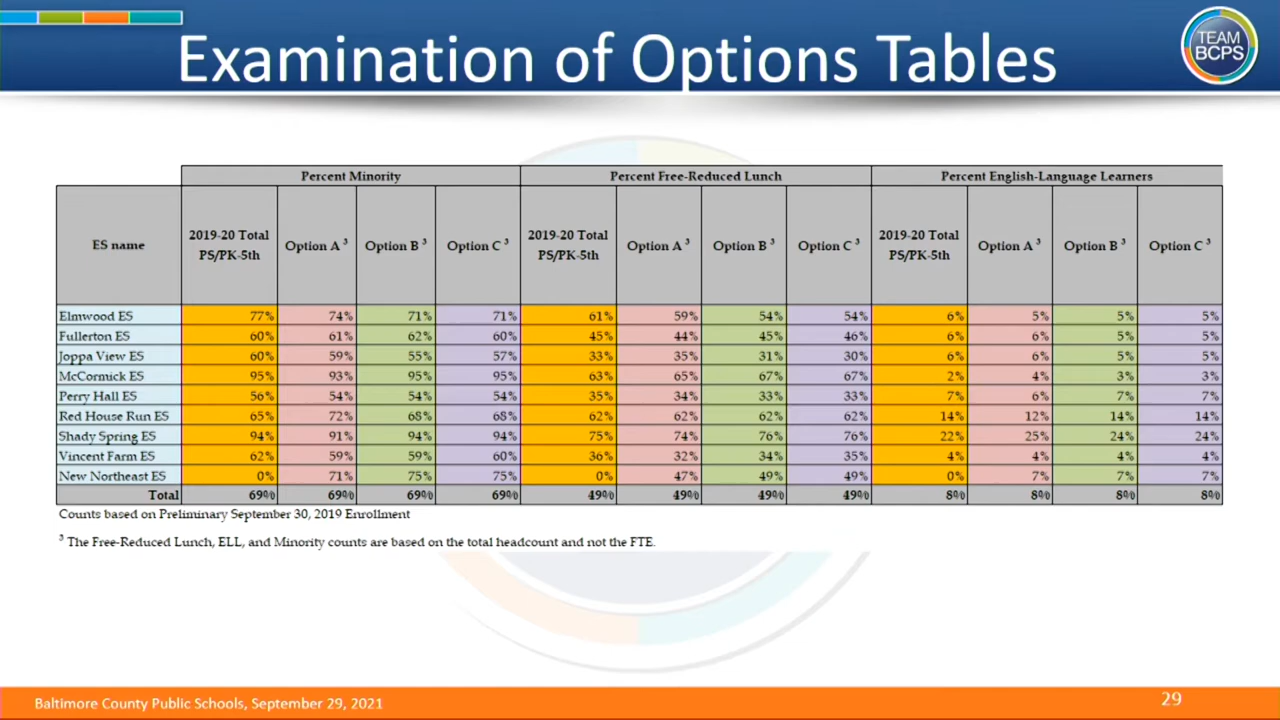 Examination of Options Tables
TEAM
BCPS
Percent Minority Percent Free-Reduced Lunch Percent English-Language Learners
ES name 2019-20 Total PS/PK-5th Option A ³ Option B ³ Option C ³ 2019-20 Total PS/PK-5th Option A ³ Option B ³ Option C ³ 2019-20 Total PS/PK-5th Option A ³ Option B ³ Option C ³
Elmwood ES 77% 74% 71% 71% 61% 59% 54% 54% 6% 5% 5% 5%
Fullerton ES 60% 61% 62% 60% 45% 44% 45% 46% 6% 6% 5% 5%
Joppa View ES 60% 59% 55% 57% 33% 35% 31% 30% 6% 6% 5% 5%
McCormick ES 95% 93% 95% 95% 63% 65% 67% 67% 2% 4% 3% 3%
Perry Hall ES 56% 54% 54% 54% 35% 34% 33% 33% 7% 6% 7% 7%
Red House Run ES 65% 72% 68% 68% 62% 62% 62% 62% 14% 12% 14% 14%
Shady Spring ES 94% 91% 94% 94% 75% 74% 76% 76% 22% 25% 24% 24%
Vincent Farm ES 62% 59% 59% 60% 36% 32% 34% 35% 4% 4% 4% 4%
New Northeast ES 0% 71% 75% 75% 0% 47% 49% 49% 0% 7% 7% 7%
Total 69% 69% 69% 69% 49% 49% 49% 49% 8% 8% 8% 8%
Counts based on Preliminary September 30, 2019 Enrollment
³ The Free-Reduced Lunch, ELL, and Minority counts are based on the total headcount and not the FTE.
Baltimore County Public Schools, September 29, 2021
29